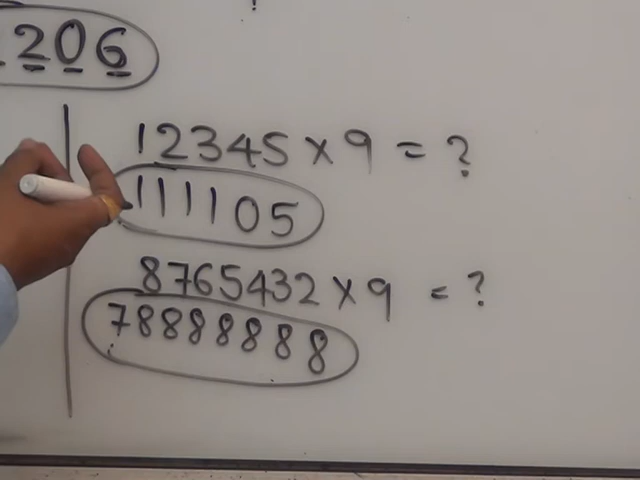 206
12345 × 9 = ?
111105
8765432 × 9 = ?
78888888